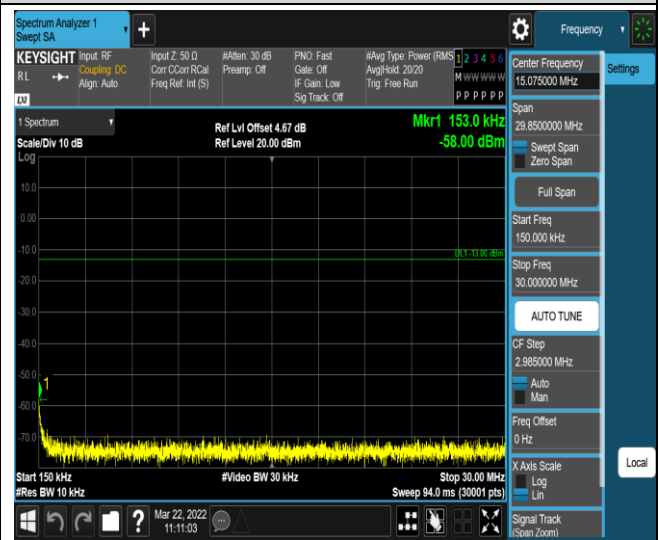 Spectrum Analyzer 1
Swept SA
+
Frequency
KEYSIGHT
RL
LXI
Input: RF
Coupling: DC
Align: Auto
Input Z: 50 Ω
Corr CCorr RCal
Freq Ref: Int (S)
#Atten: 30 dB
Preamp: Off
PNO: Fast
Gate: Off
IF Gain: Low
Sig Track: Off
#Avg Type: Power (RMS
Avg|Hold: 20/20
Trig: Free Run
1 2 3 4 5 6
M W W W W W
P P P P P P
1 Spectrum
Scale/Div 10 dB
Log
Ref Lvl Offset 4.67 dB
Ref Level 20.00 dBm
Mkr1 153.0 kHz
-58.00 dBm
10.0
0.00
-10.0
DL1 -13.00 dBm
-20.0
-30.0
-40.0
-50.0
1
-60.0
-70.0
Start 150 kHz
#Res BW 10 kHz
#Video BW 30 kHz
Stop 30.00 MHz
Sweep 94.0 ms (30001 pts)
?
Mar 22, 2022
11:11:03
Center Frequency
15.075000 MHz
Settings
Span
29.8500000 MHz
Swept Span
Zero Span
Full Span
Start Freq
150.000 kHz
Stop Freq
30.000000 MHz
AUTO TUNE
CF Step
2.985000 MHz
Auto
Man
Freq Offset
0 Hz
X Axis Scale
Log
Lin
Local
Signal Track
(Span Zoom)